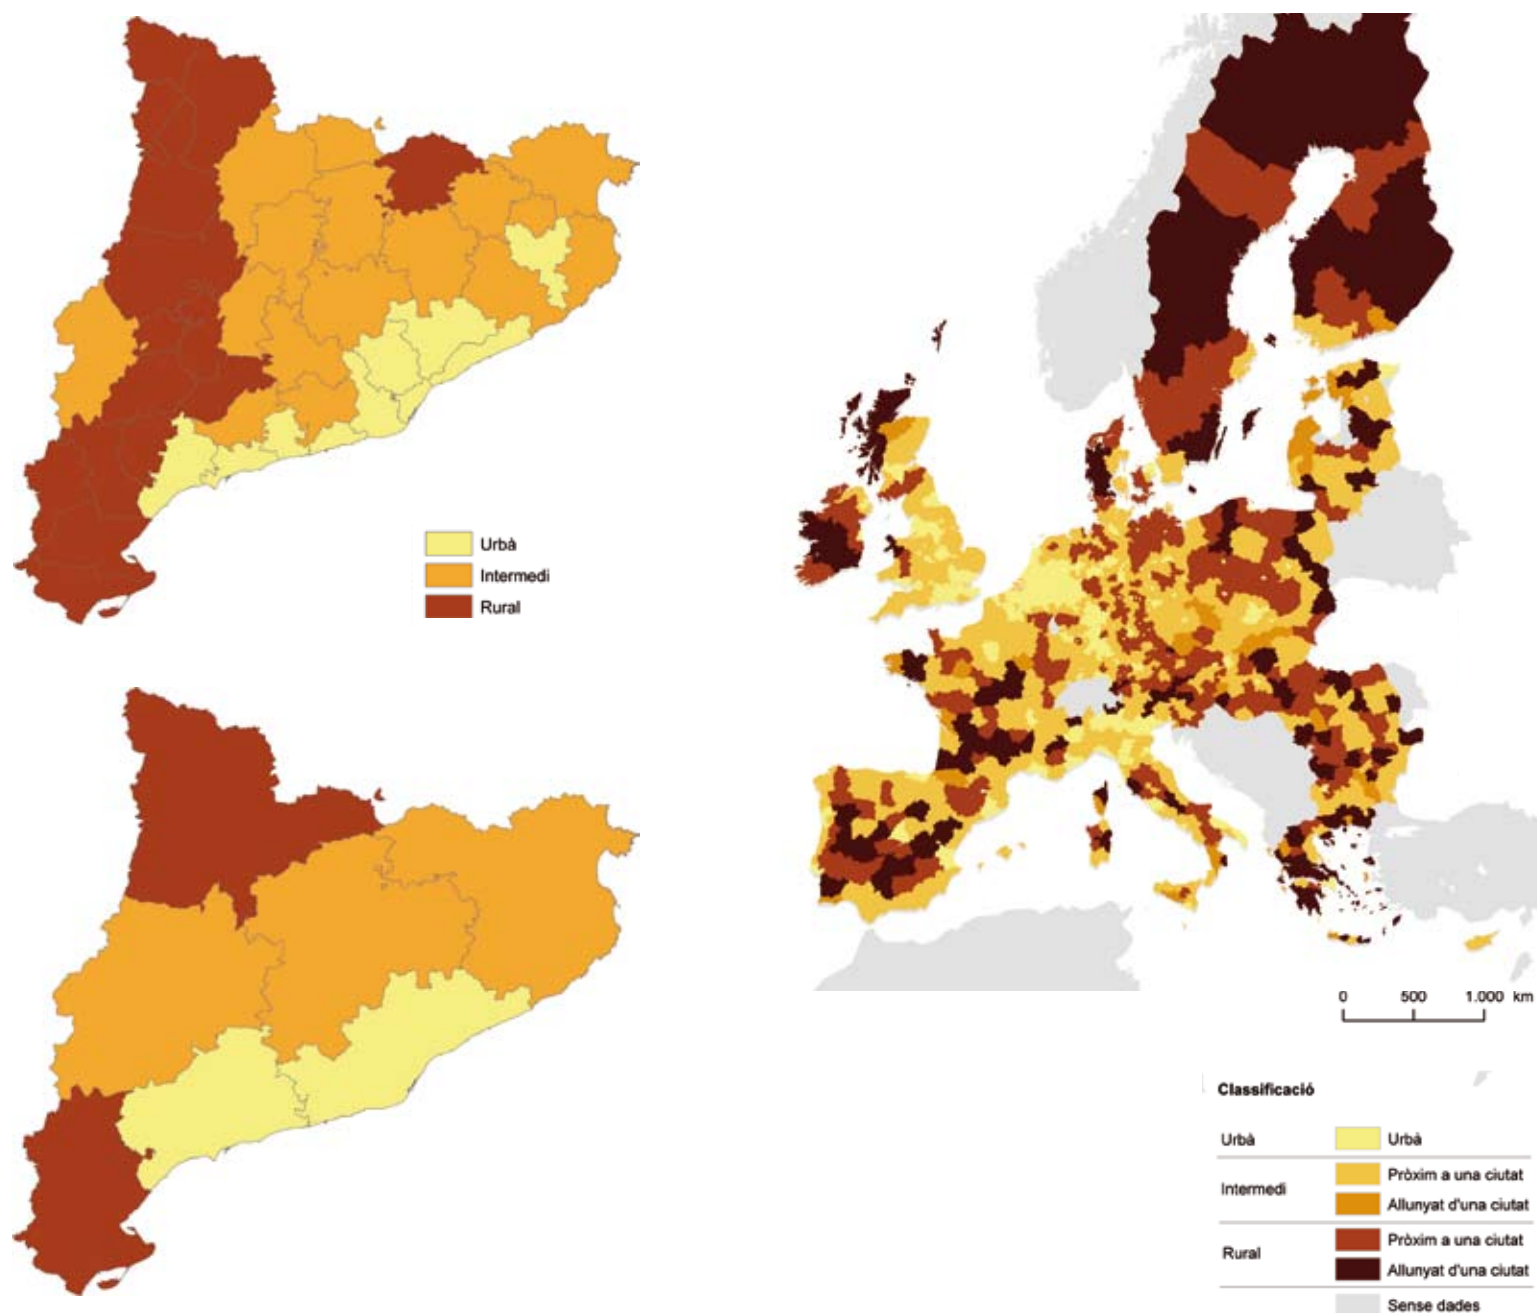 Urbà
Intermedi
Rural
0 500 1.000 km
Classificació
Urbà Urbà
Intermedi Pròxim a una ciutat
Allunyat d'una ciutat
Rural Pròxim a una ciutat
Allunyat d'una ciutat
Sense dades